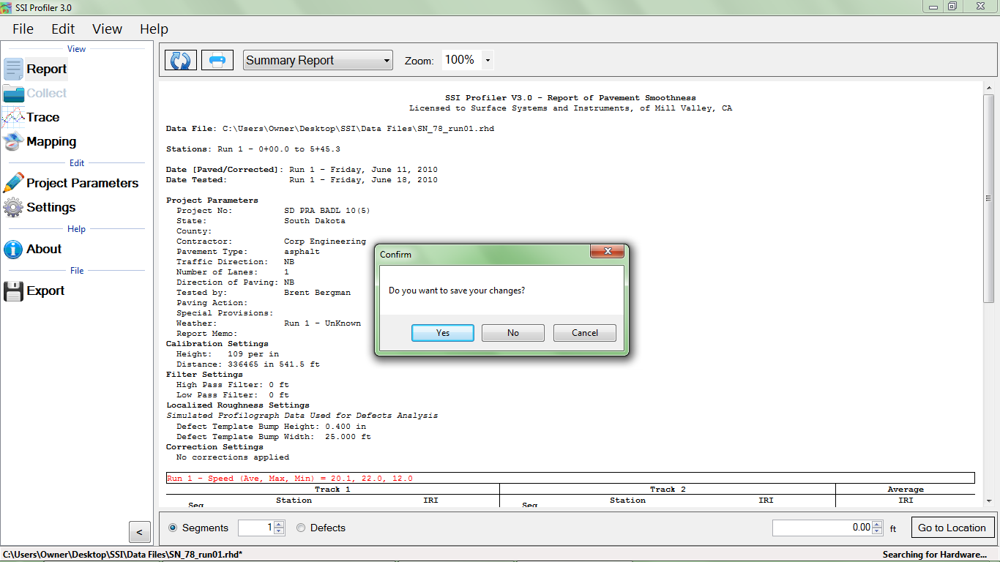 SSI Profiler 3.0
File Edit View Help
View
Report
Collect
Trace
Mapping
Edit
Project Parameters
Settings
Help
About
File
Export
<
Summary Report Zoom: 100%
SSI Profiler V3.0 - Report of Pavement Smoothness
Licensed to Surface Systems and Instruments, of Mill Valley, CA
Data File: C:\Users\Owner\Desktop\SSI\Data Files\SN_78_run01.rhd
Stations: Run 1 - 0+00.0 to 5+45.3
Date [Paved/Corrected]: Run 1 - Friday, June 11, 2010
Date Tested: Run 1 - Friday, June 18, 2010
Project Parameters
Project No: SD PRA BADL 10(5)
State: South Dakota
County:
Contractor: Corp Engineering
Pavement Type: asphalt
Traffic Direction: NB
Number of Lanes: 1
Direction of Paving: NB
Tested by: Brent Bergman
Paving Action:
Special Provisions:
Weather: Run 1 - UnKnown
Report Memo:
Calibration Settings
Height: 109 per in
Distance: 336465 in 541.5 ft
Filter Settings
High Pass Filter: 0 ft
Low Pass Filter: 0 ft
Localized Roughness Settings
Simulated Profilograph Data Used for Defects Analysis
Defect Template Bump Height: 0.400 in
Defect Template Bump Width: 25.000 ft
Correction Settings
No corrections applied
Run 1 - Speed (Ave, Max, Min) = 20.1, 22.0, 12.0
Track 1 Track 2 Average
Station IRI Station IRI IRI
Seg Seg
Confirm
Do you want to save your changes?
Yes No Cancel
Segments 1 Defects 0.00 ft Go to Location
C:\Users\Owner\Desktop\SSI\Data Files\SN_78_run01.rhd* Searching for Hardware...